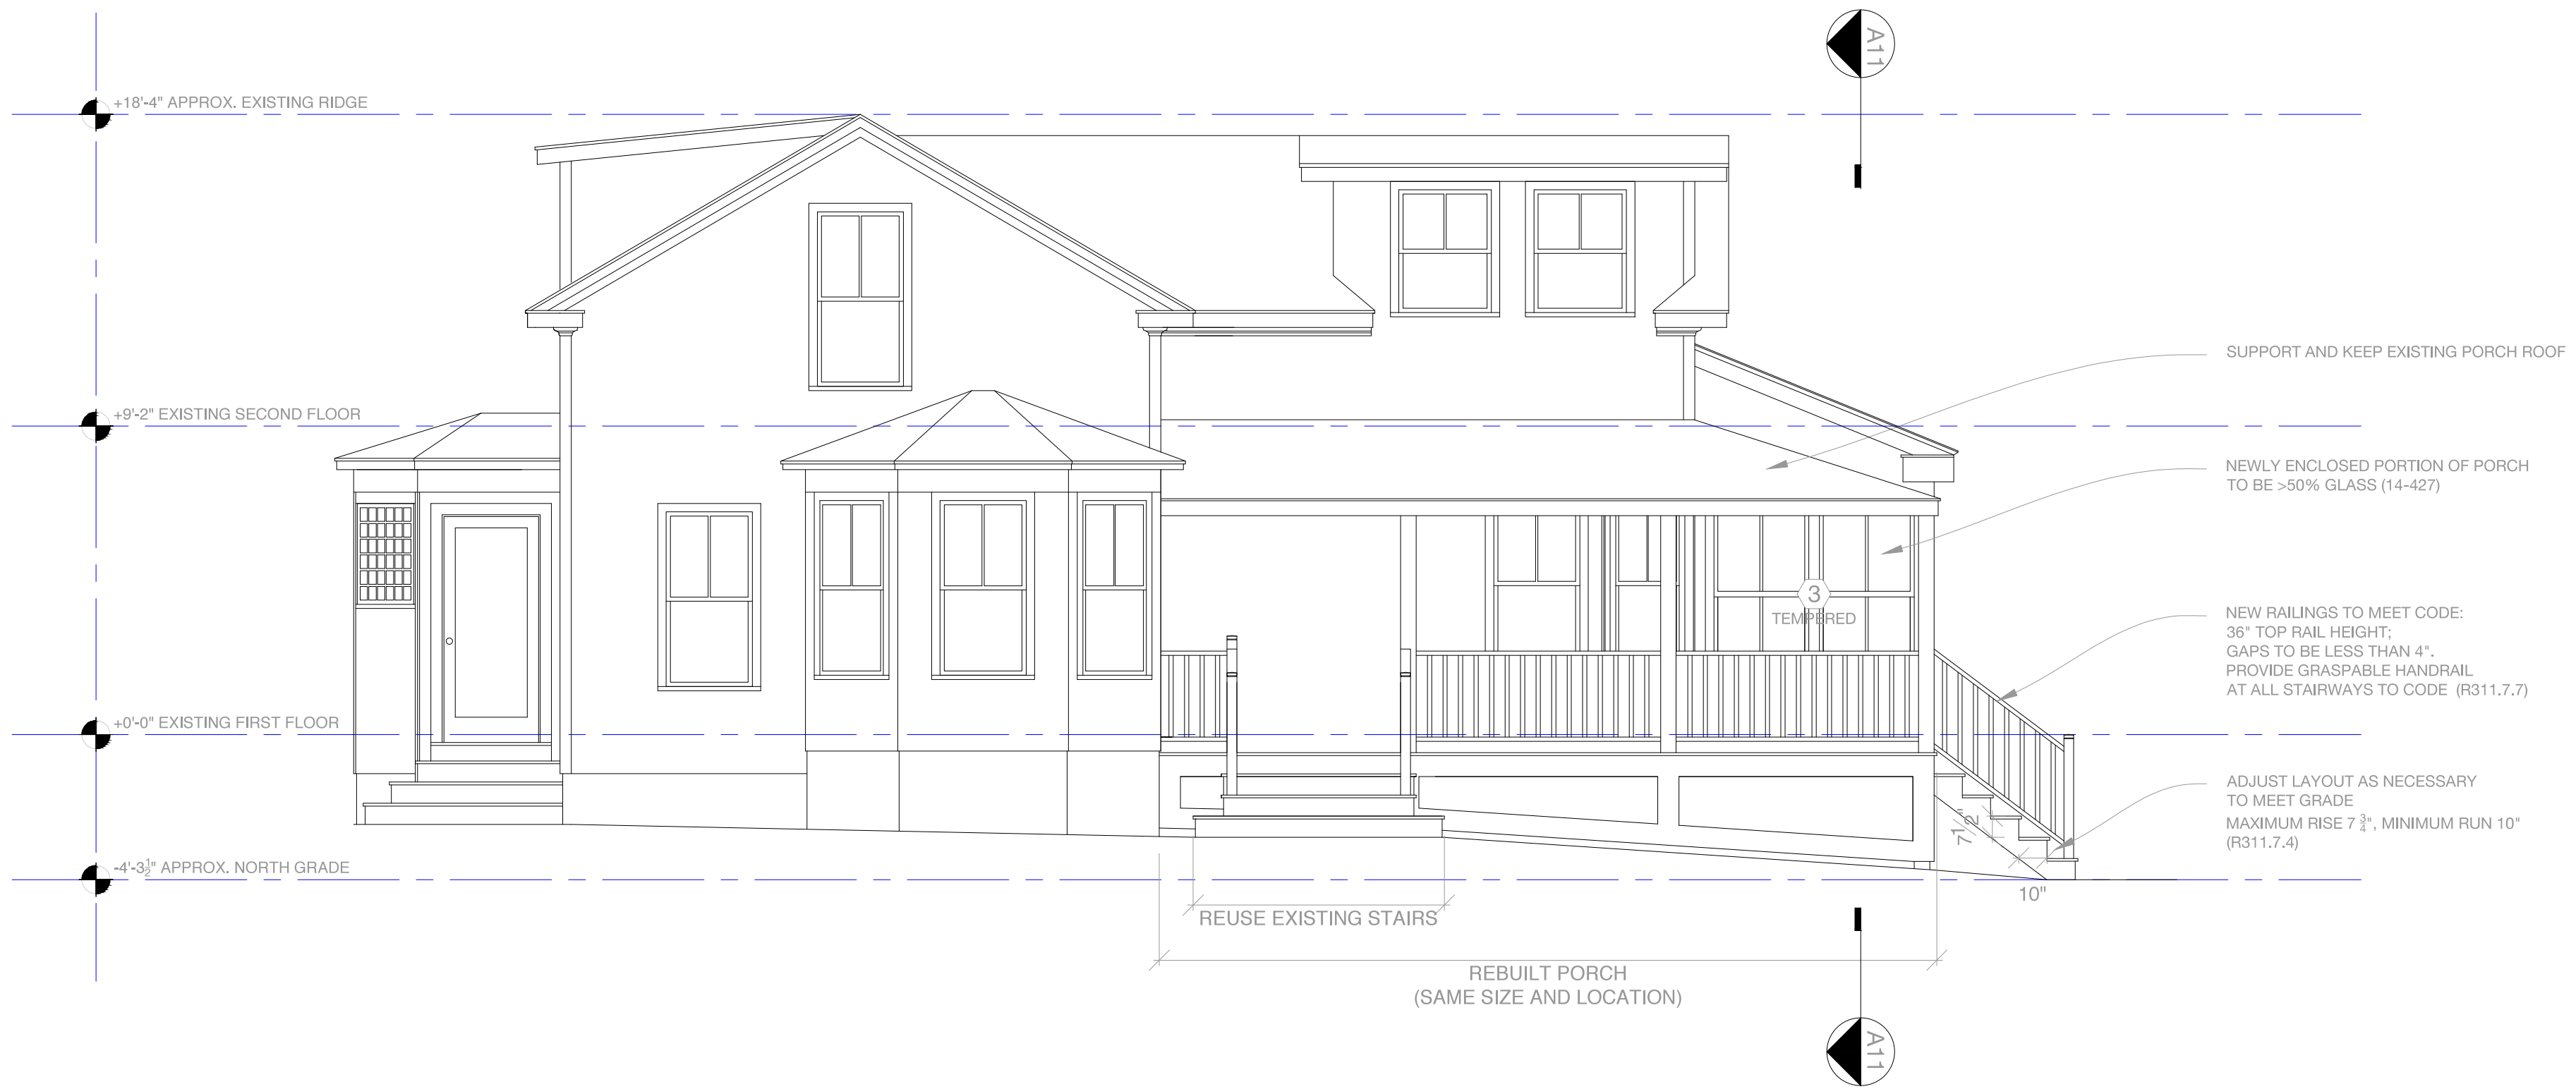 A11
+18'-4" APPROX. EXISTING RIDGE
SUPPORT AND KEEP EXISTING PORCH ROOF
+9'-2" EXISTING SECOND FLOOR
NEWLY ENCLOSED PORTION OF PORCH
TO BE >50% GLASS (14-427)
3
TEMPERED
NEW RAILINGS TO MEET CODE:
36" TOP RAIL HEIGHT;
GAPS TO BE LESS THAN 4".
PROVIDE GRASPABLE HANDRAIL
AT ALL STAIRWAYS TO CODE (R311.7.7)
+0'-0" EXISTING FIRST FLOOR
ADJUST LAYOUT AS NECESSARY
TO MEET GRADE
MAXIMUM RISE 7 3/4", MINIMUM RUN 10"
(R311.7.4)
7 1/2"
-4'-3 1/2" APPROX. NORTH GRADE
10"
REUSE EXISTING STAIRS
REBUILT PORCH
(SAME SIZE AND LOCATION)
A11